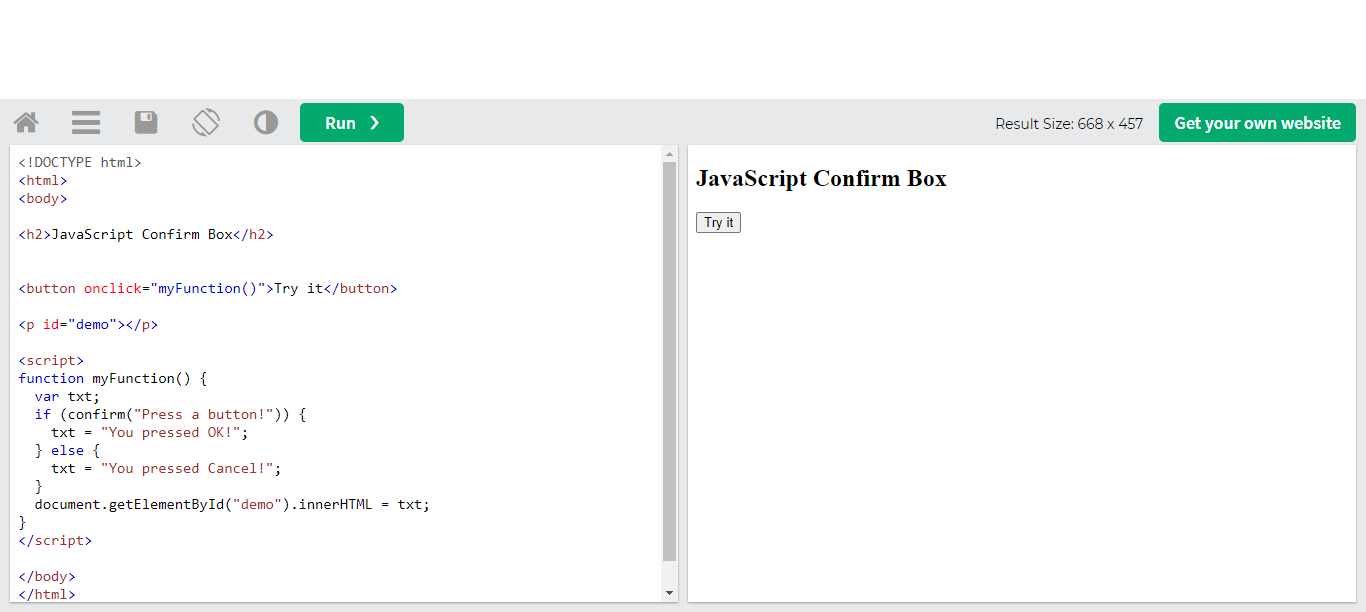 Run ❯
Result Size: 668 x 457
Get your own website
<!DOCTYPE html>
<html>
<body>
<h2>JavaScript Confirm Box</h2>
<button onclick="myFunction()">Try it</button>
<p id="demo"></p>
<script>
function myFunction() {
  var txt;
  if (confirm("Press a button!")) {
    txt = "You pressed OK!";
  } else {
    txt = "You pressed Cancel!";
  }
  document.getElementById("demo").innerHTML = txt;
}
</script>
</body>
</html>
JavaScript Confirm Box
Try it